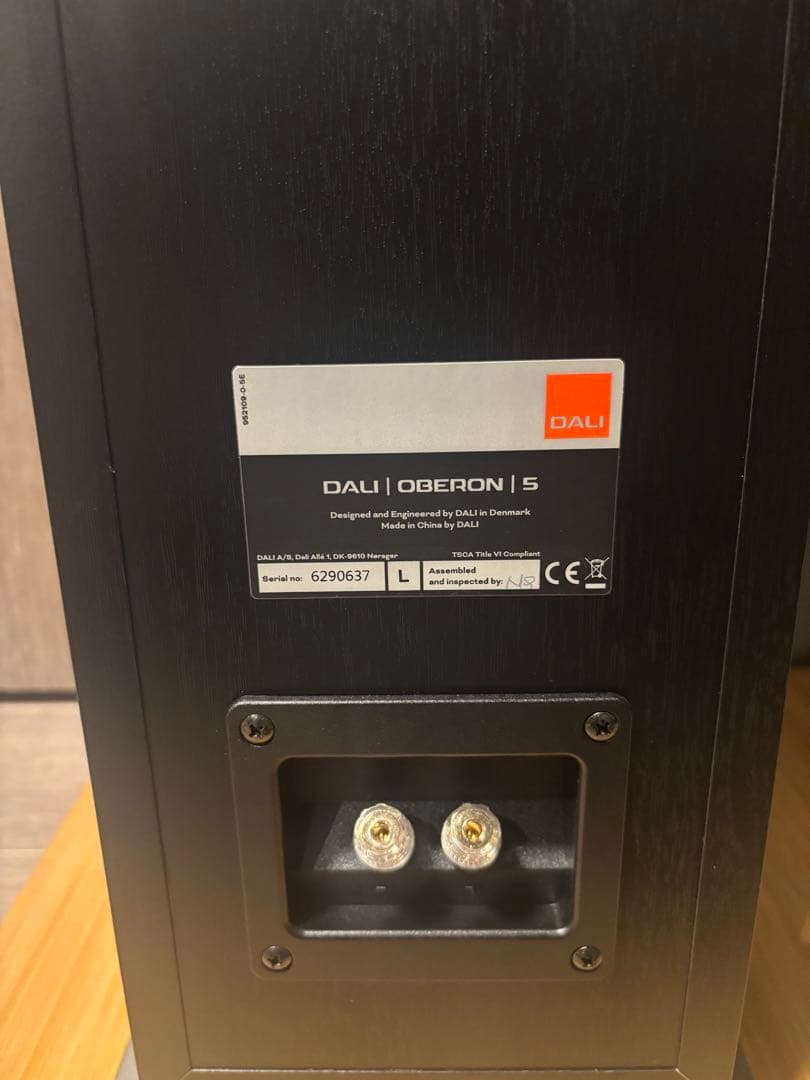 952109-0-5E
DALI
DALI | OBERON | 5
Designed and Engineered by DALI in Denmark
Made in China by DALI
DALI A/S, Dali Allé 1, DK-9610 Nørager
TSCA Title VI Compliant
Serial no: 6290637
L
Assembled
and inspected by:
CE